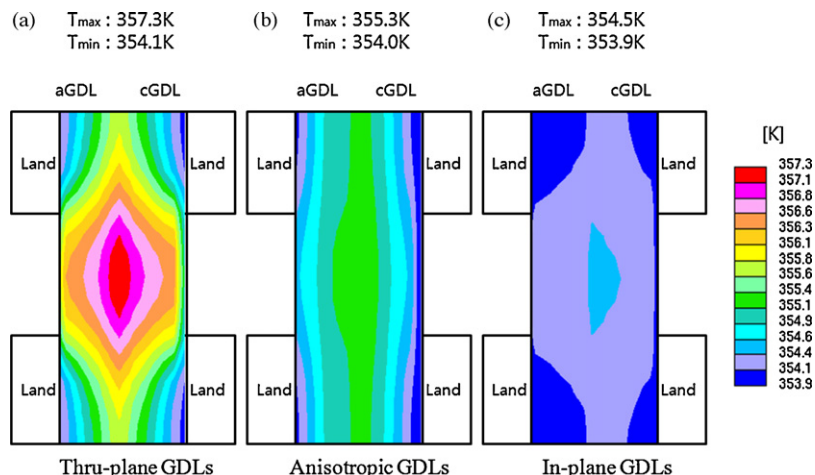 (a)
Tmax : 357.3K
Tmin : 354.1K
(b)
Tmax : 355.3K
Tmin : 354.0K
(c)
Tmax : 354.5K
Tmin : 353.9K
aGDL cGDL
aGDL cGDL
aGDL cGDL
Land
Land
Land
Land
Land
Land
Land
Land
Land
Land
Land
Land
[K]
357.3
357.1
356.8
356.6
356.3
356.1
355.8
355.6
355.4
355.1
354.9
354.6
354.4
354.1
353.9
Thru-plane GDLs
Anisotropic GDLs
In-plane GDLs